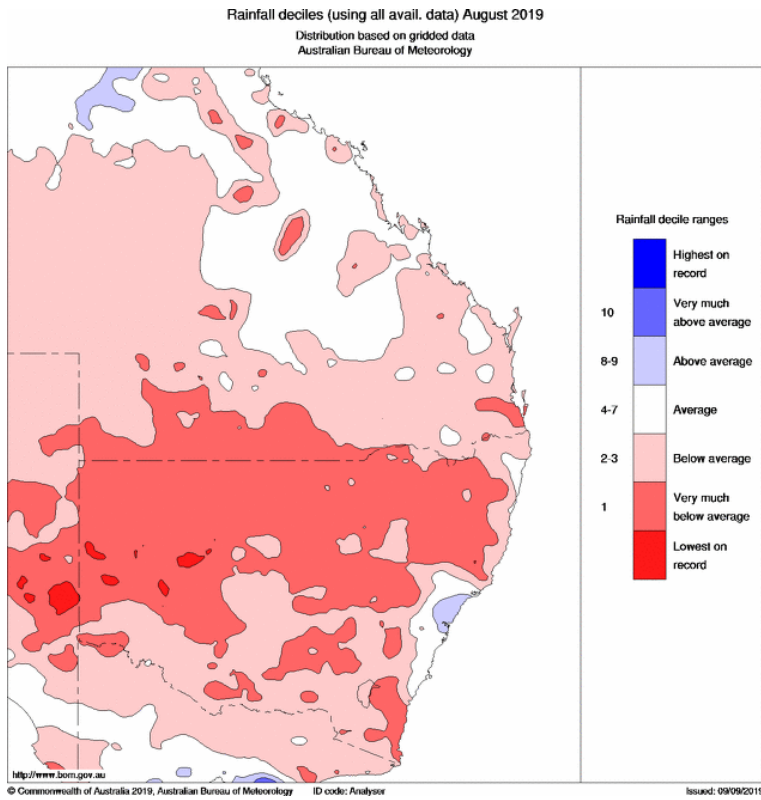 Rainfall deciles (using all avail. data) August 2019
Distribution based on gridded data
Australian Bureau of Meteorology
Rainfall decile ranges
Highest on
record
10
Very much
above average
8-9
Above average
4-7
Average
2-3
Below average
1
Very much
below average
Lowest on
record
http://www.bom.gov.au
© Commonwealth of Australia 2019, Australian Bureau of Meteorology
ID code: Analyser
Issued: 09/09/2019